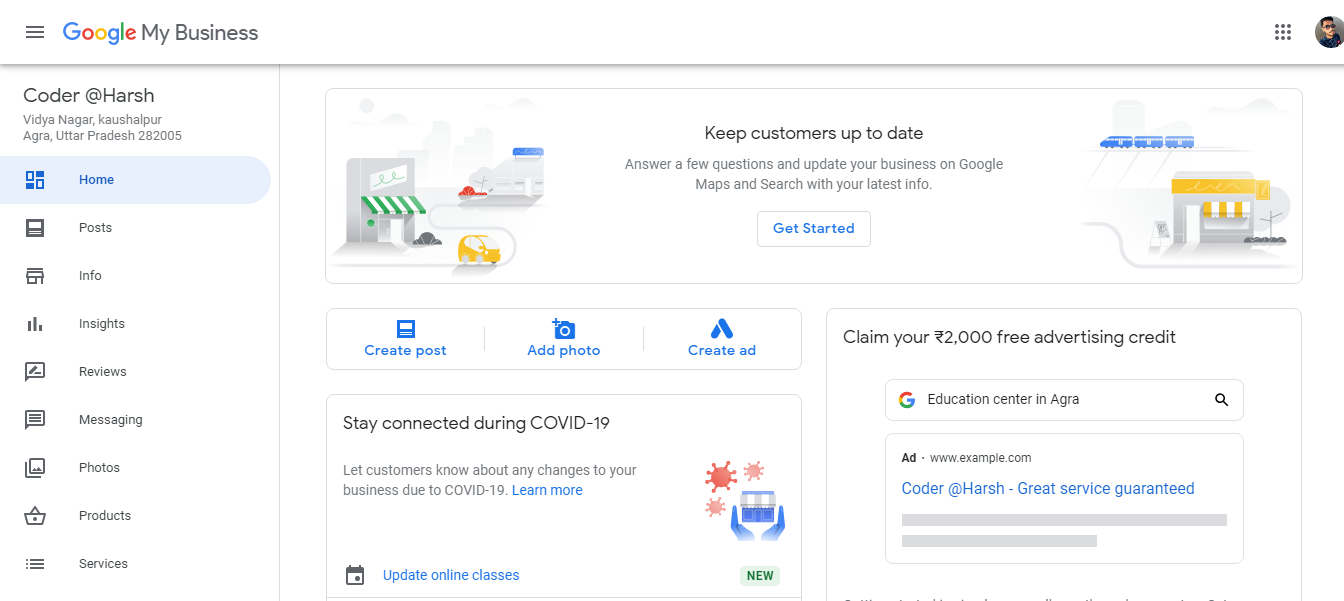 Google My Business
Coder @Harsh
Vidya Nagar, kaushalpur
Agra, Uttar Pradesh 282005
Home
Posts
Info
Insights
Reviews
Messaging
Photos
Products
Services
Keep customers up to date
Answer a few questions and update your business on Google
Maps and Search with your latest info.
Get Started
Create post
Add photo
Create ad
Stay connected during COVID-19
Let customers know about any changes to your
business due to COVID-19. Learn more
Update online classes
NEW
Claim your ₹2,000 free advertising credit
Education center in Agra
Ad · www.example.com
Coder @Harsh - Great service guaranteed